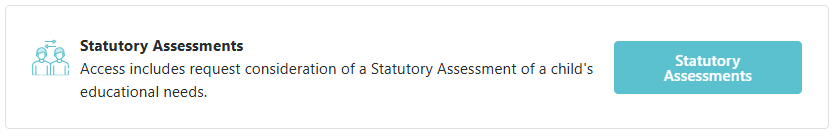 Statutory Assessments
Access includes request consideration of a Statutory Assessment of a child's
educational needs.
Statutory
Assessments